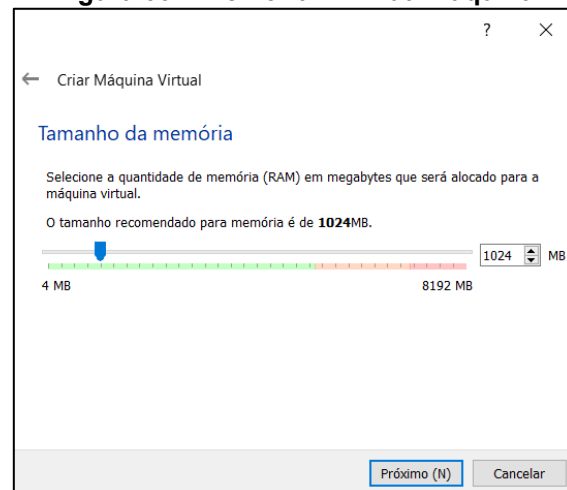 ?
Criar Máquina Virtual
Tamanho da memória
Selecione a quantidade de memória (RAM) em megabytes que será alocado para a
máquina virtual.
O tamanho recomendado para memória é de 1024MB.
1024 MB
4 MB 8192 MB
Próximo (N) Cancelar